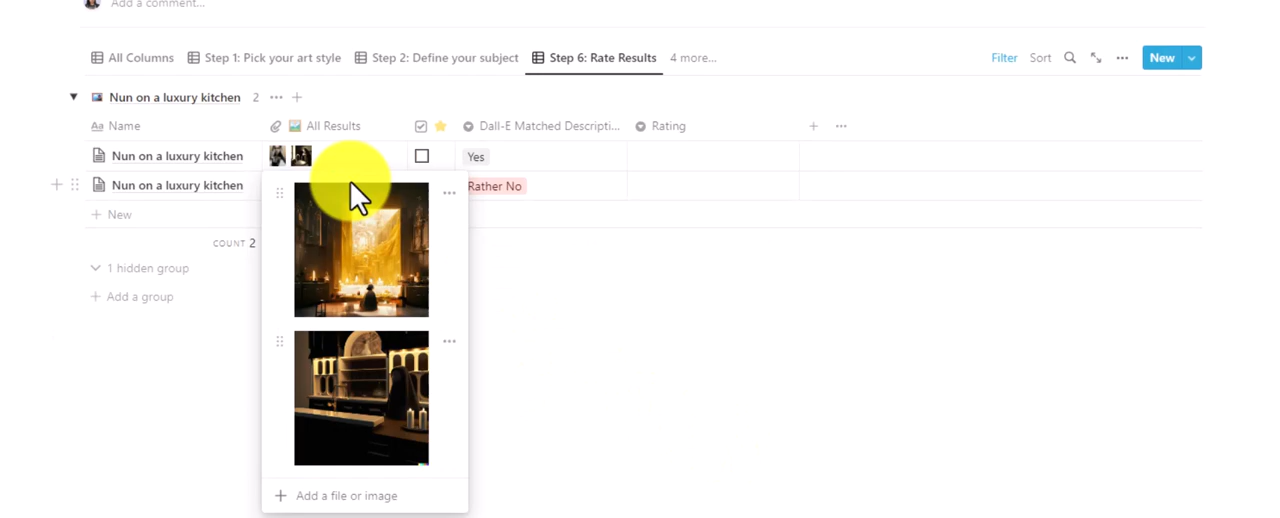 Add a comment...
All Columns Step 1: Pick your art style Step 2: Define your subject Step 6: Rate Results 4 more... Filter Sort New
Nun on a luxury kitchen 2
Aa Name All Results Dall-E Matched Descripti... Rating
Nun on a luxury kitchen Yes
Nun on a luxury kitchen Rather No
New
COUNT 2
1 hidden group
Add a group
Add a file or image